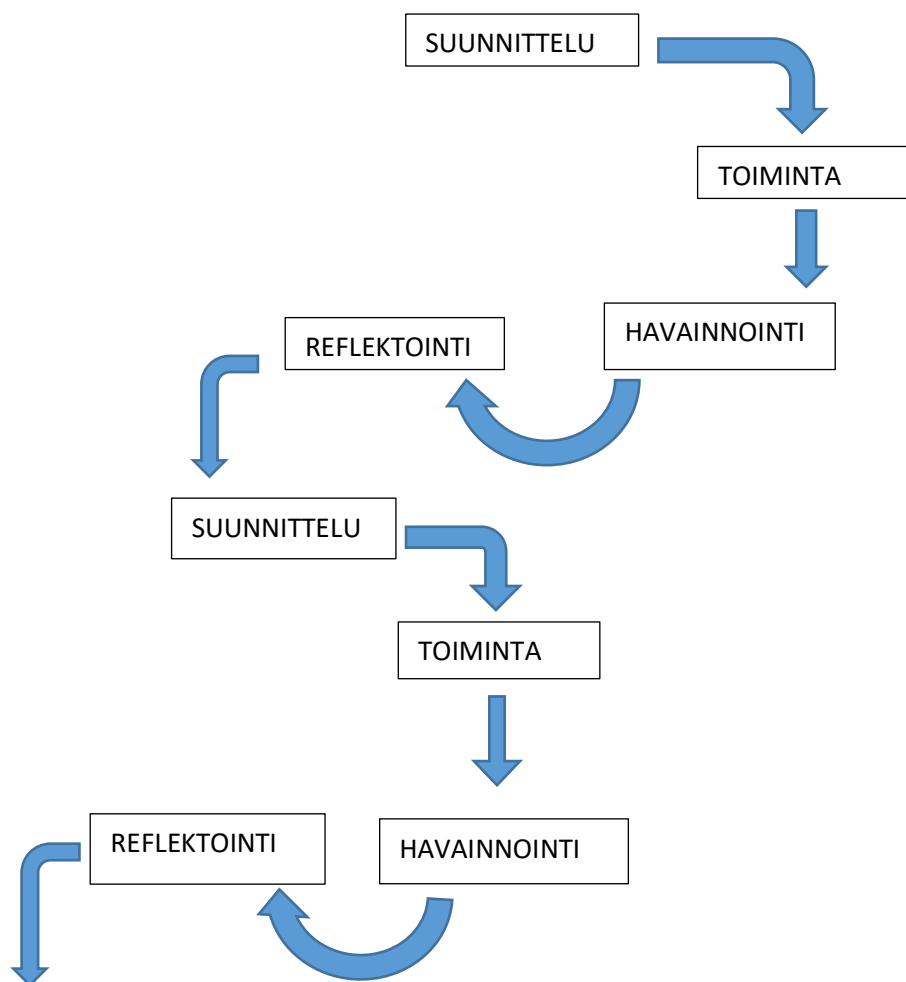 SUUNNITTELU
TOIMINTA
HAVAINNOINTI
REFLEKTOINTI
SUUNNITTELU
TOIMINTA
HAVAINNOINTI
REFLEKTOINTI